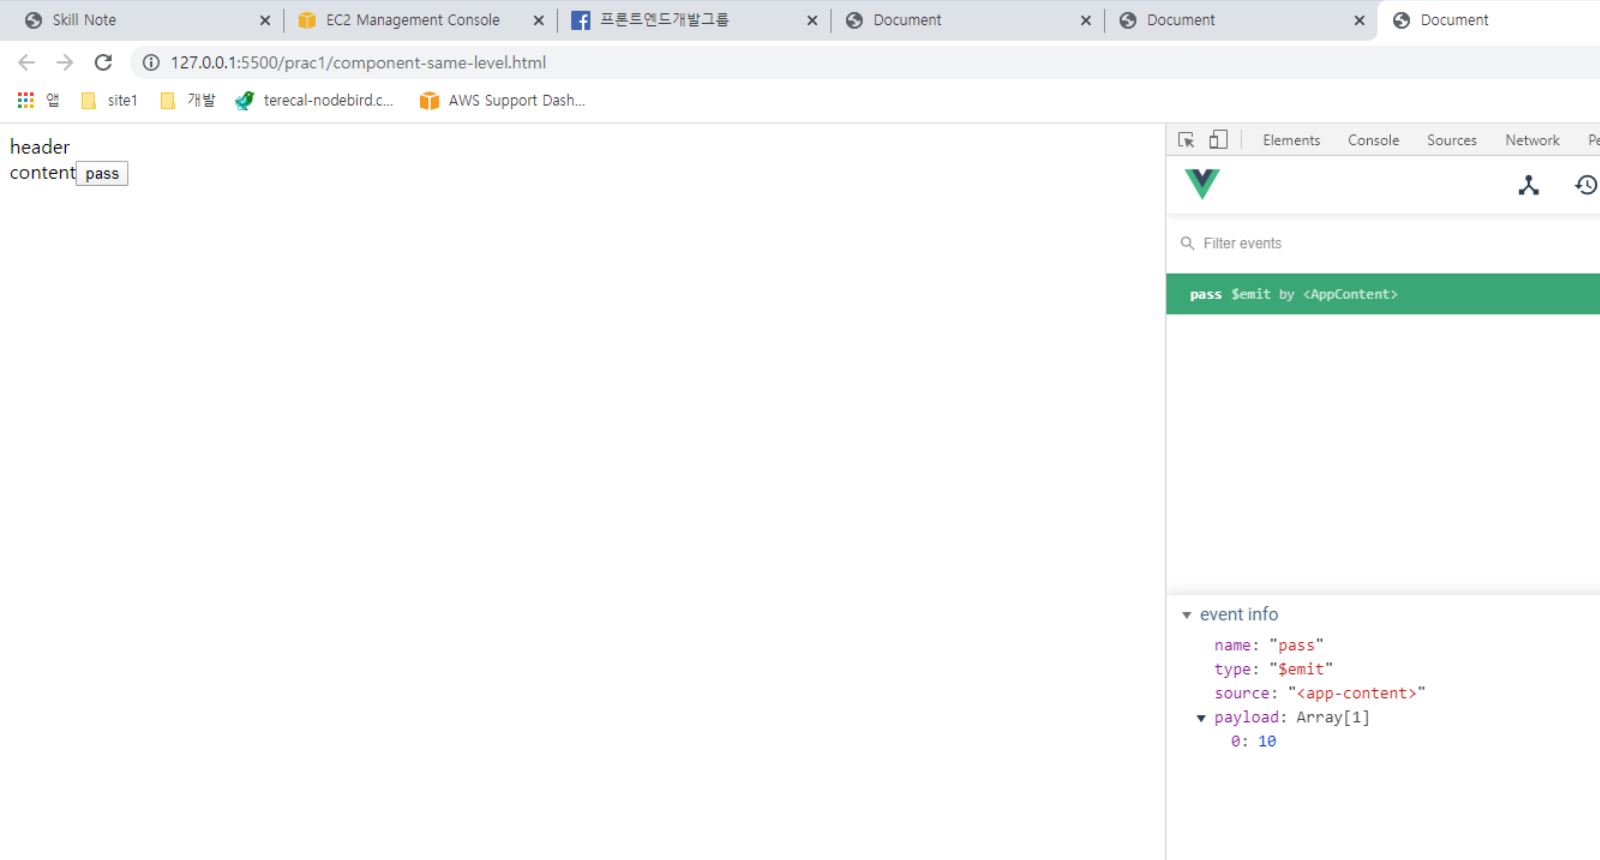 Skill Note
EC2 Management Console
프론트엔드개발그룹
Document
Document
Document
127.0.0.1:5500/prac1/component-same-level.html
앱
site1
개발
terecal-nodebird.c...
AWS Support Dash...
header
content pass
Elements Console Sources Network Pe
Filter events
pass $emit by <AppContent>
event info
name: "pass"
type: "$emit"
source: "<app-content>"
payload: Array[1]
0: 10